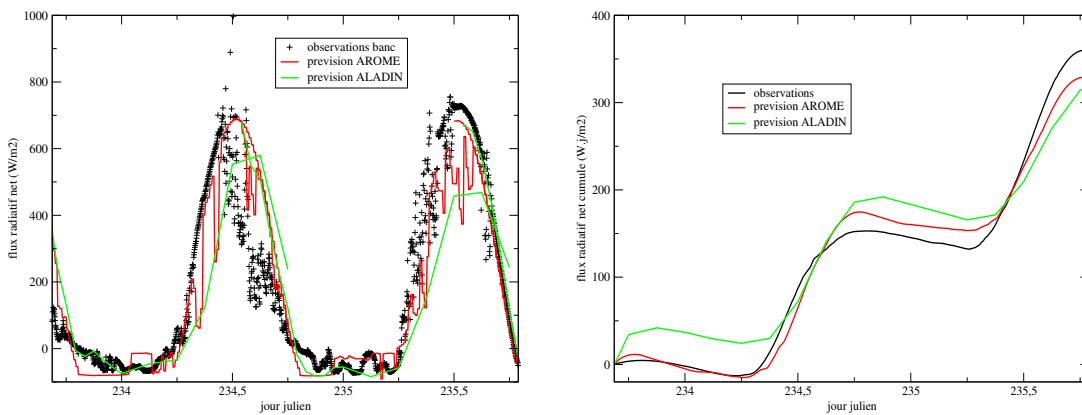 1000
800
600
400
200
0
flux radiatif net (W/m2)
observations banc
prevision AROME
prevision ALADIN
234
234,5
235
235,5
jour julien
400
300
200
100
0
flux radiatif net cumule (W.j/m2)
observations
prevision AROME
prevision ALADIN
234
234,5
235
235,5
jour julien